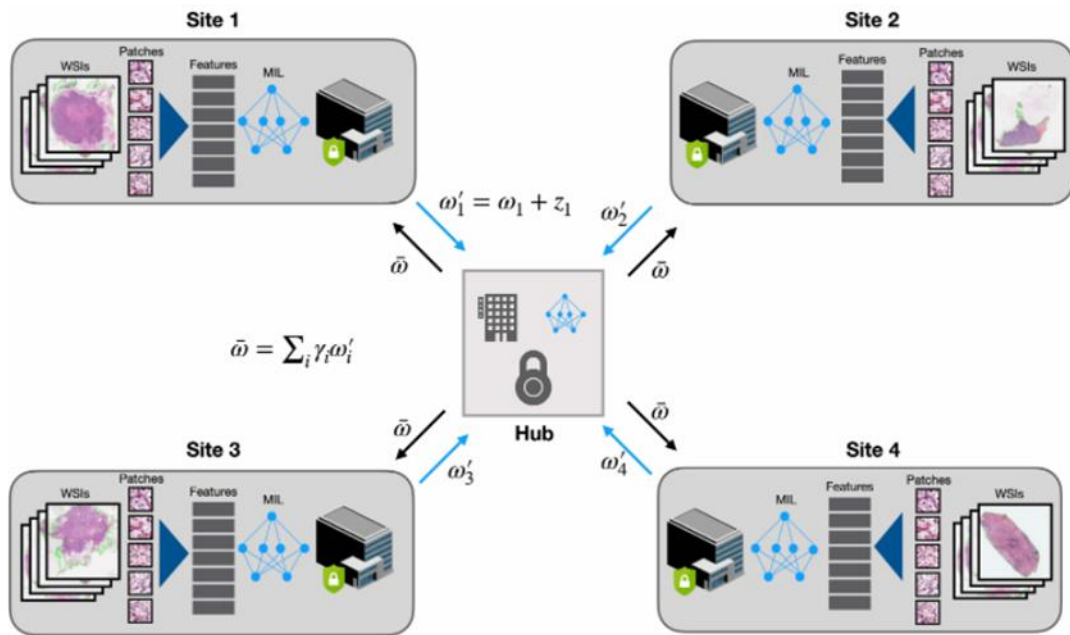 Site 1
WSIs
Patches
Features
MIL
Site 2
MIL
Features
Patches
WSIs
ω′₁ = ω₁ + z₁
ω′₂
ω̄
ω̄
ω̄ = ∑ᵢ γᵢω′ᵢ
Hub
ω̄
ω′₃
ω̄
ω′₄
Site 3
WSIs
Patches
Features
MIL
Site 4
MIL
Features
Patches
WSIs